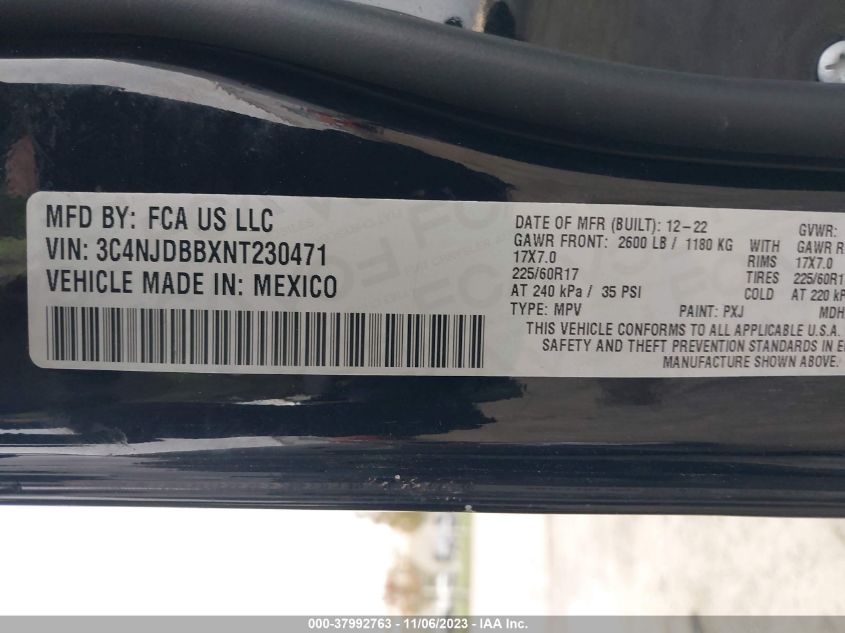 MFD BY: FCA US LLC
VIN: 3C4NJDBBXNT230471
VEHICLE MADE IN: MEXICO
DATE OF MFR (BUILT): 12-22 GVWR:
GAWR FRONT: 2600 LB / 1180 KG WITH GAWR R
17X7.0 RIMS 17X7.0
225/60R17 TIRES 225/60R17
AT 240 kPa / 35 PSI COLD AT 220 kP
TYPE: MPV PAINT: PXJ MDH
THIS VEHICLE CONFORMS TO ALL APPLICABLE U.S.A.
SAFETY AND THEFT PREVENTION STANDARDS IN E
MANUFACTURE SHOWN ABOVE.
000-37992763 - 11/06/2023 - IIAA, Inc.